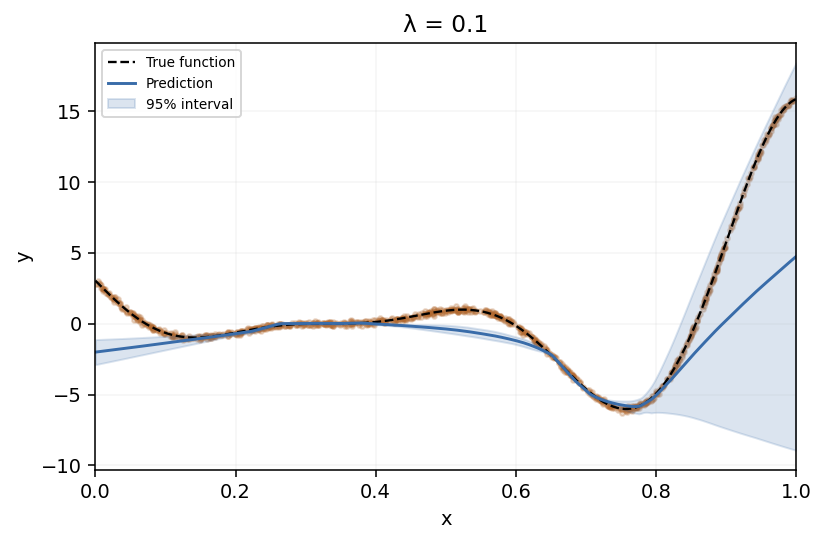 λ = 0.1
True function
Prediction
95% interval
y
15
10
5
0
−5
−10
0.0 0.2 0.4 0.6 0.8 1.0
x